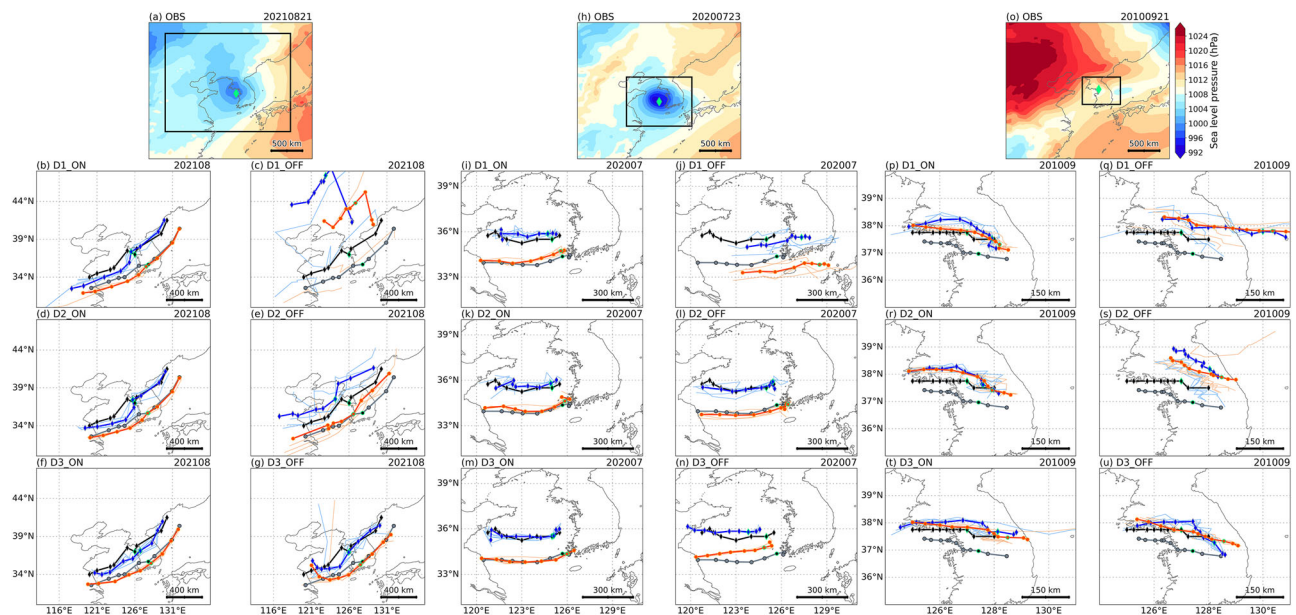 (a) OBS 20210821
(h) OBS 20200723
(o) OBS 20100921
500 km
500 km
500 km
1024
1020
1016
1012
1008
1004
1000
996
992
Sea level pressure (hPa)
(b) D1_ON 202108
(c) D1_OFF 202108
(i) D1_ON 202007
(j) D1_OFF 202007
(p) D1_ON 201009
(q) D1_OFF 201009
44°N
39°N
34°N
39°N
36°N
33°N
39°N
38°N
37°N
36°N
400 km
400 km
300 km
300 km
150 km
150 km
(d) D2_ON 202108
(e) D2_OFF 202108
(k) D2_ON 202007
(l) D2_OFF 202007
(r) D2_ON 201009
(s) D2_OFF 201009
44°N
39°N
34°N
39°N
36°N
33°N
39°N
38°N
37°N
36°N
400 km
400 km
300 km
300 km
150 km
150 km
(f) D3_ON 202108
(g) D3_OFF 202108
(m) D3_ON 202007
(n) D3_OFF 202007
(t) D3_ON 201009
(u) D3_OFF 201009
44°N
39°N
34°N
39°N
36°N
33°N
39°N
38°N
37°N
36°N
400 km
400 km
300 km
300 km
150 km
150 km
116°E 121°E 126°E 131°E
116°E 121°E 126°E 131°E
120°E 123°E 126°E 129°E
120°E 123°E 126°E 129°E
126°E 128°E 130°E
126°E 128°E 130°E